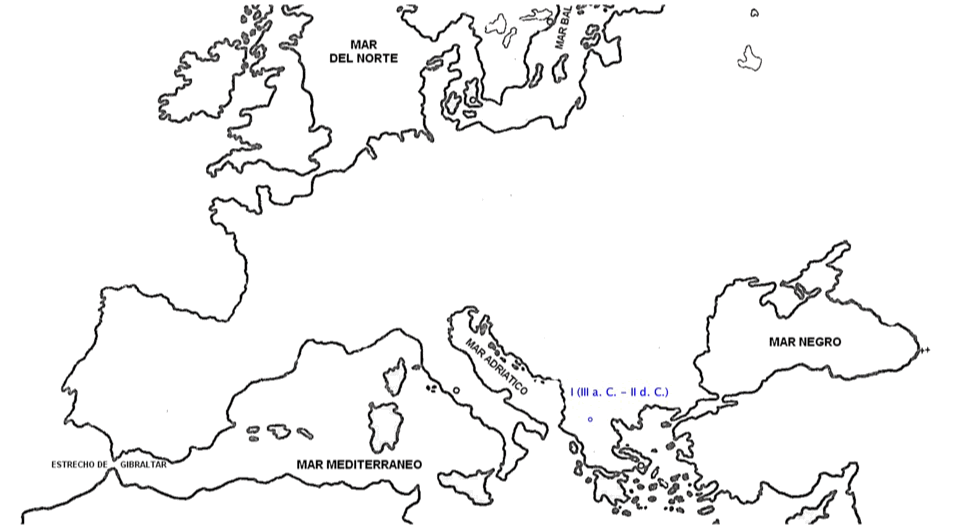 MAR
DEL NORTE
MAR BAL
MAR NEGRO
MAR ADRIATICO
I (III a. C. – II d. C.)
ESTRECHO DE GIBRALTAR
MAR MEDITERRANEO